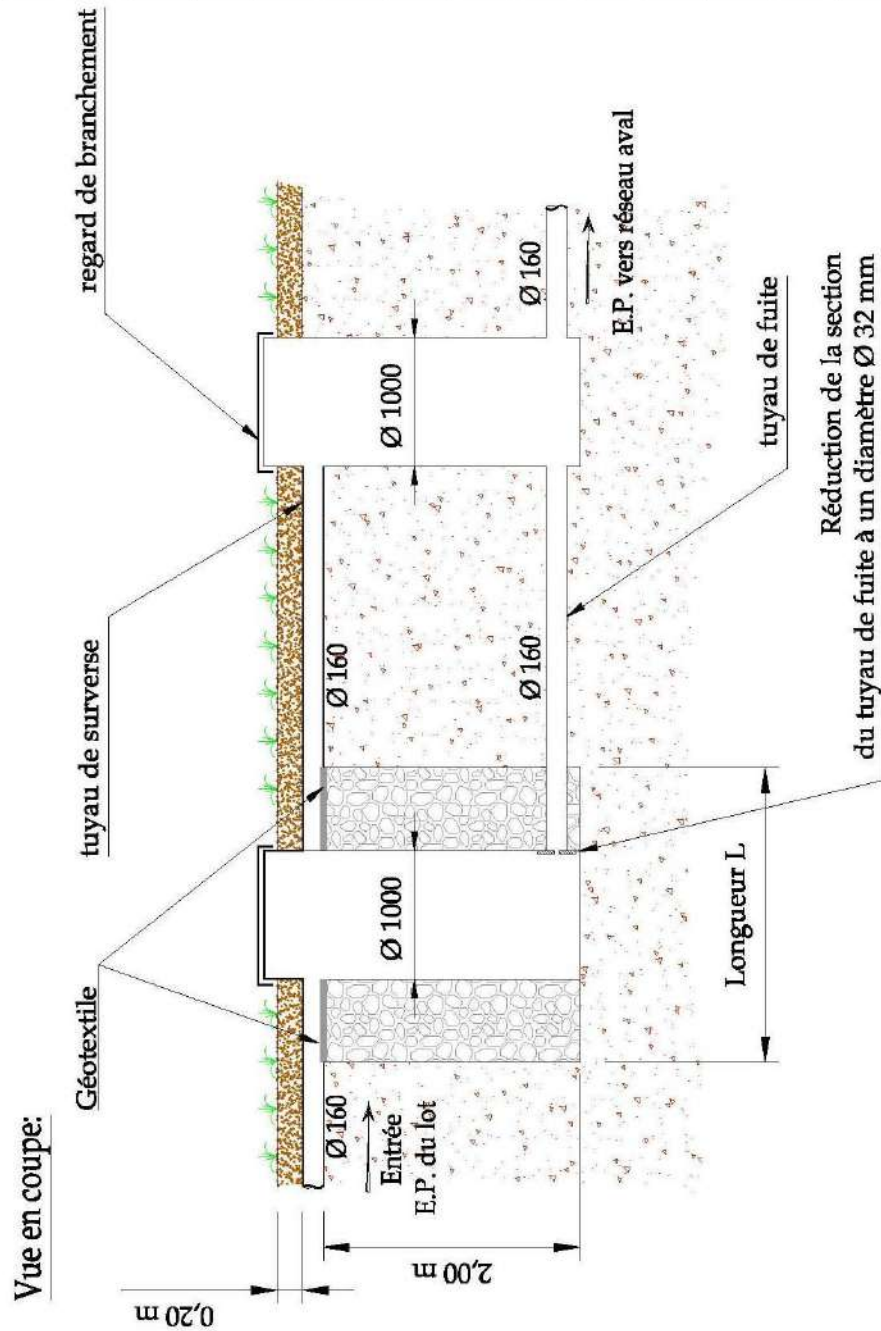 Vue en coupe:
Géotextile
tuyau de surverse
regard de branchement
0,20 m
Ø 160
Entrée
E.P. du lot
2,00 m
Ø 1000
Ø 160
Ø 1000
Ø 160
Ø 160
E.P. vers réseau aval
Longueur L
tuyau de fuite
Réduction de la section
du tuyau de fuite à un diamètre Ø 32 mm